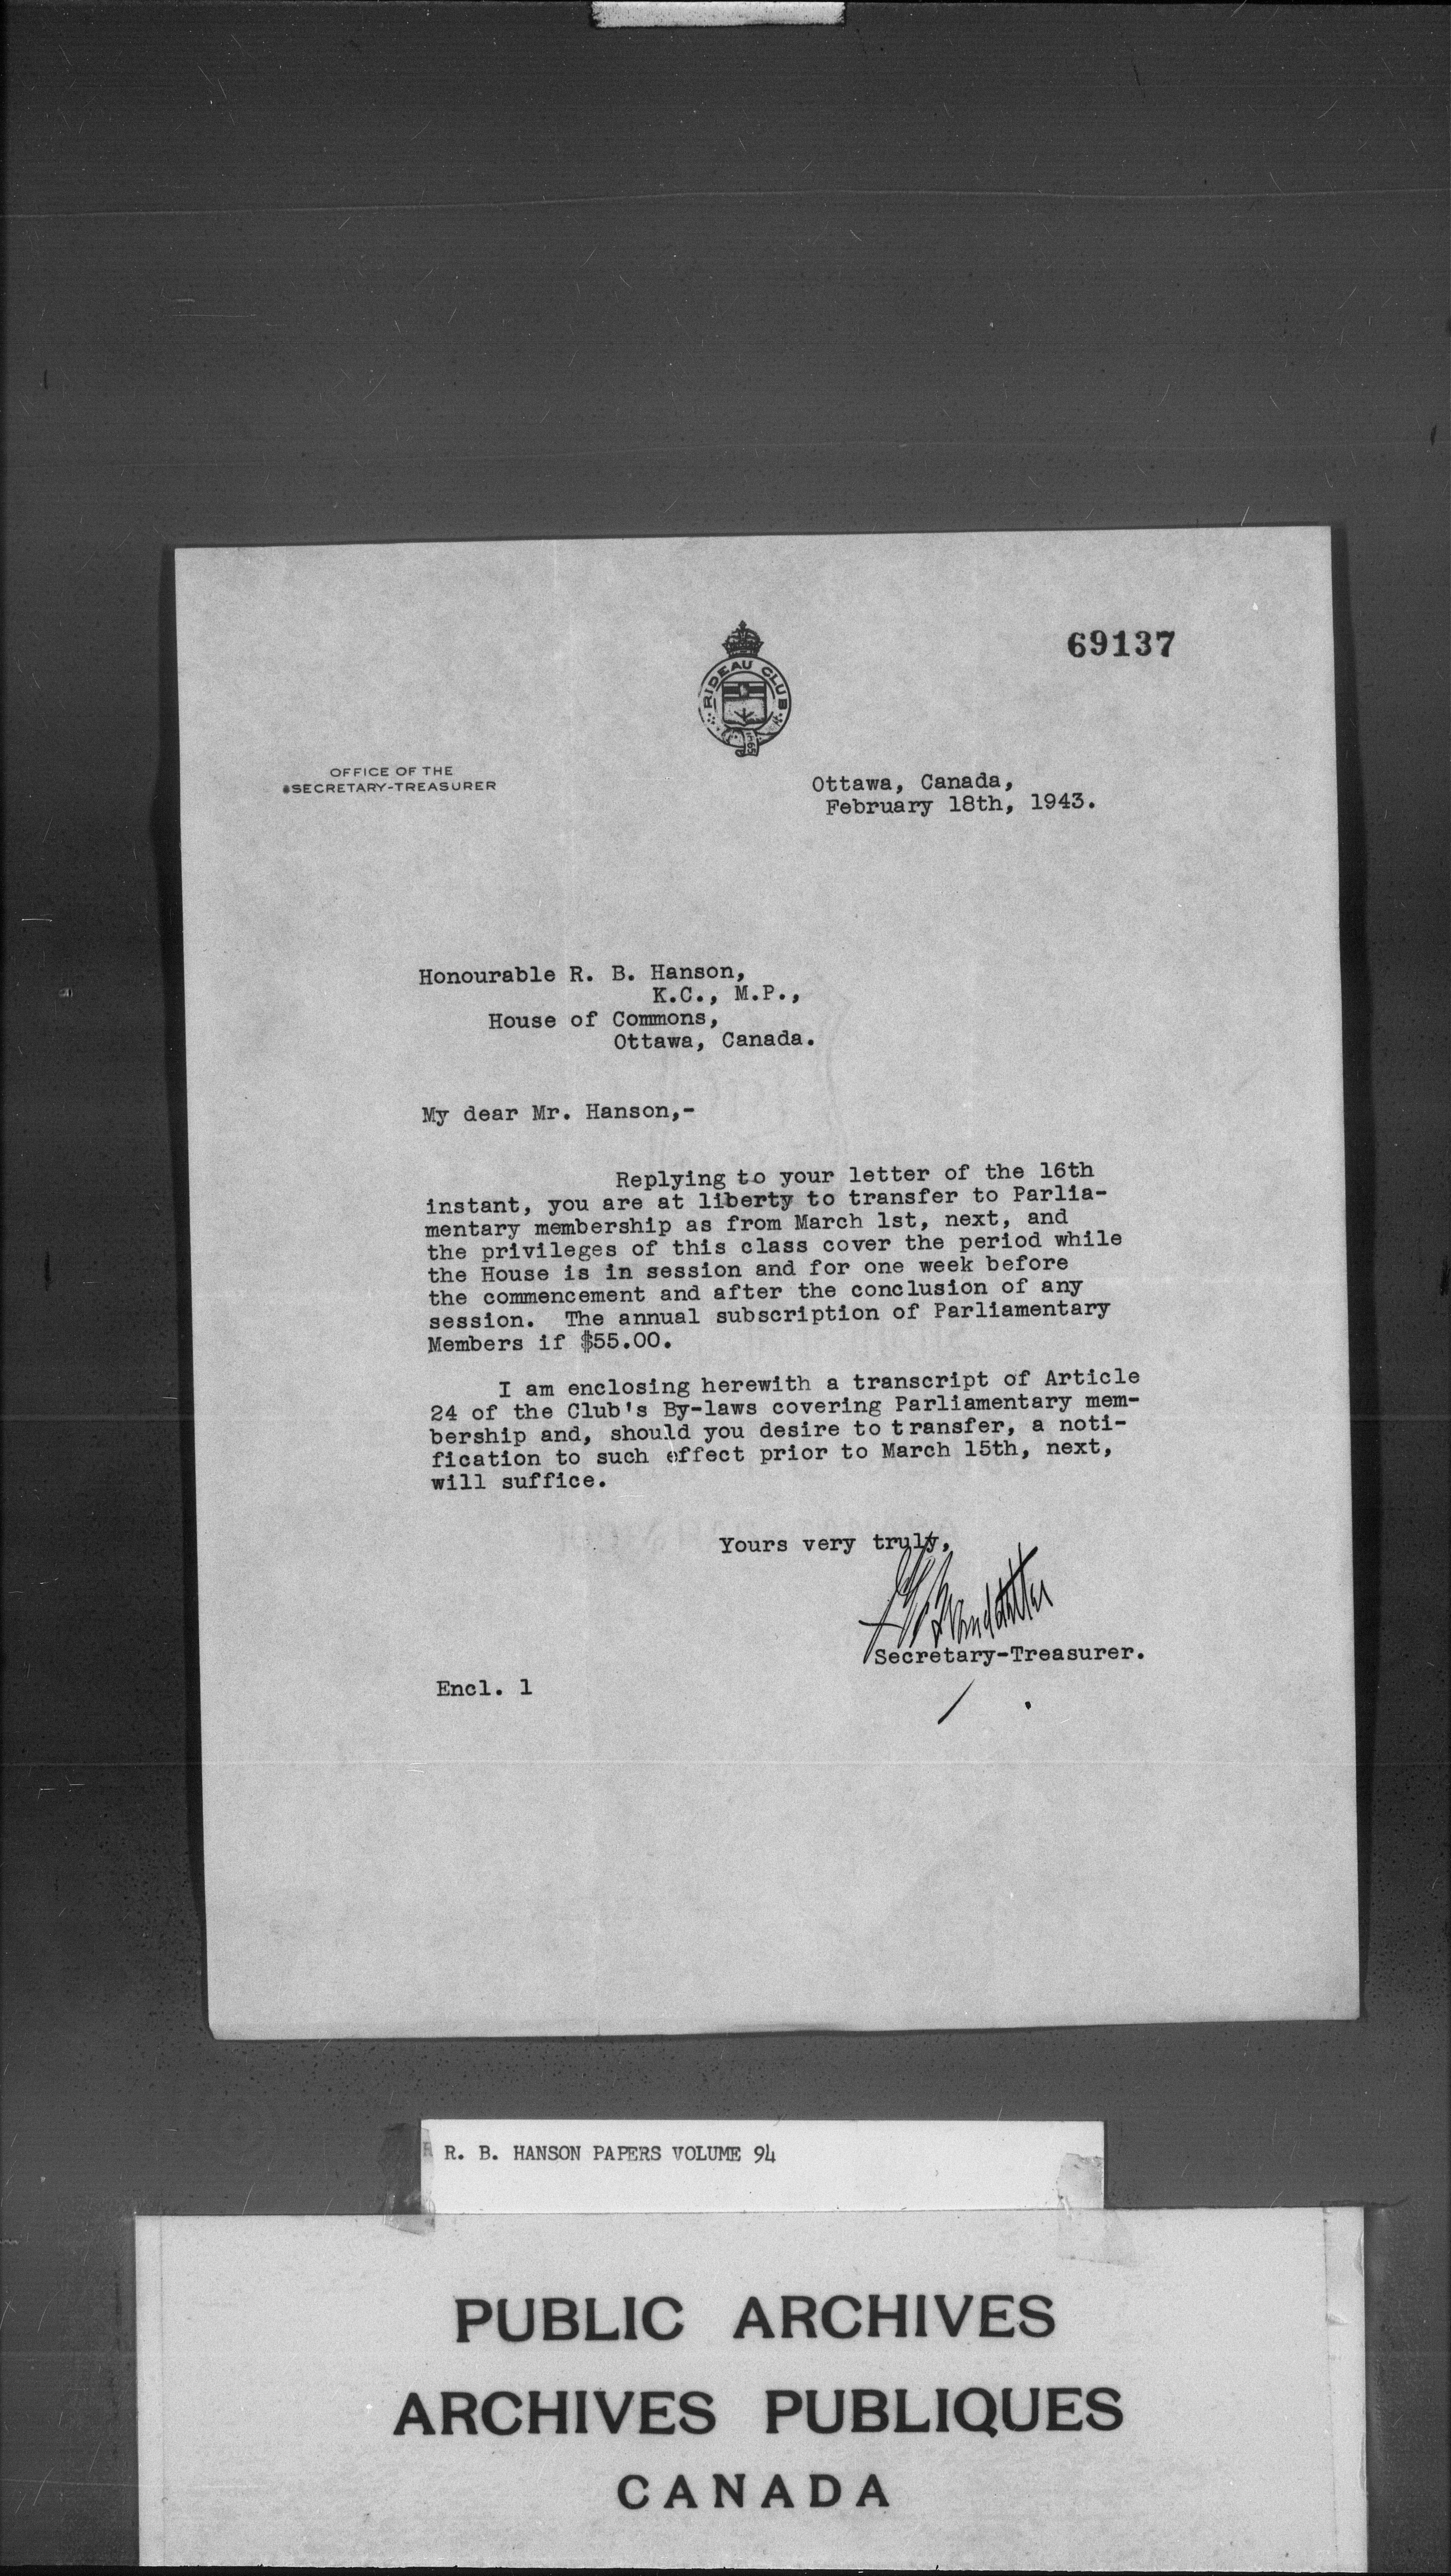 69137
RIDEAU CLUB
OFFICE OF THE
SECRETARY-TREASURER
Ottawa, Canada,
February 18th, 1943.
Honourable R. B. Hanson,
K.C., M.P.,
House of Commons,
Ottawa, Canada.
My dear Mr. Hanson,-
Replying to your letter of the 16th
instant, you are at liberty to transfer to Parlia-
mentary membership as from March 1st, next, and
the privileges of this class cover the period while
the House is in session and for one week before
the commencement and after the conclusion of any
session. The annual subscription of Parliamentary
Members if $55.00.
I am enclosing herewith a transcript of Article
24 of the Club's By-laws covering Parliamentary mem-
bership and, should you desire to transfer, a noti-
fication to such effect prior to March 15th, next,
will suffice.
Yours very truly,
Secretary-Treasurer.
Encl. 1
R. B. HANSON PAPERS VOLUME 94
PUBLIC ARCHIVES
ARCHIVES PUBLIQUES
CANADA